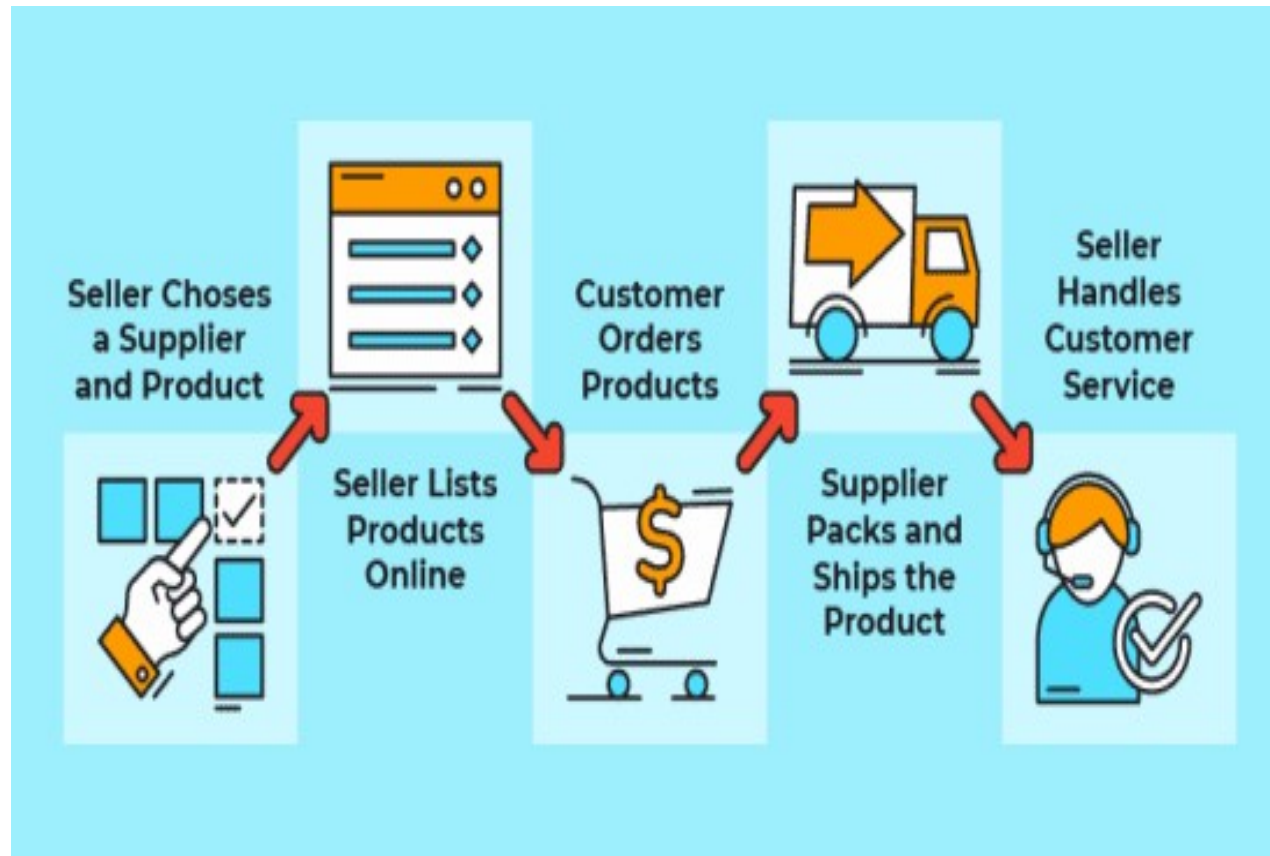 Seller Choses
a Supplier
and Product
Seller Lists
Products
Online
Customer
Orders
Products
Supplier
Packs and
Ships the
Product
Seller
Handles
Customer
Service
$